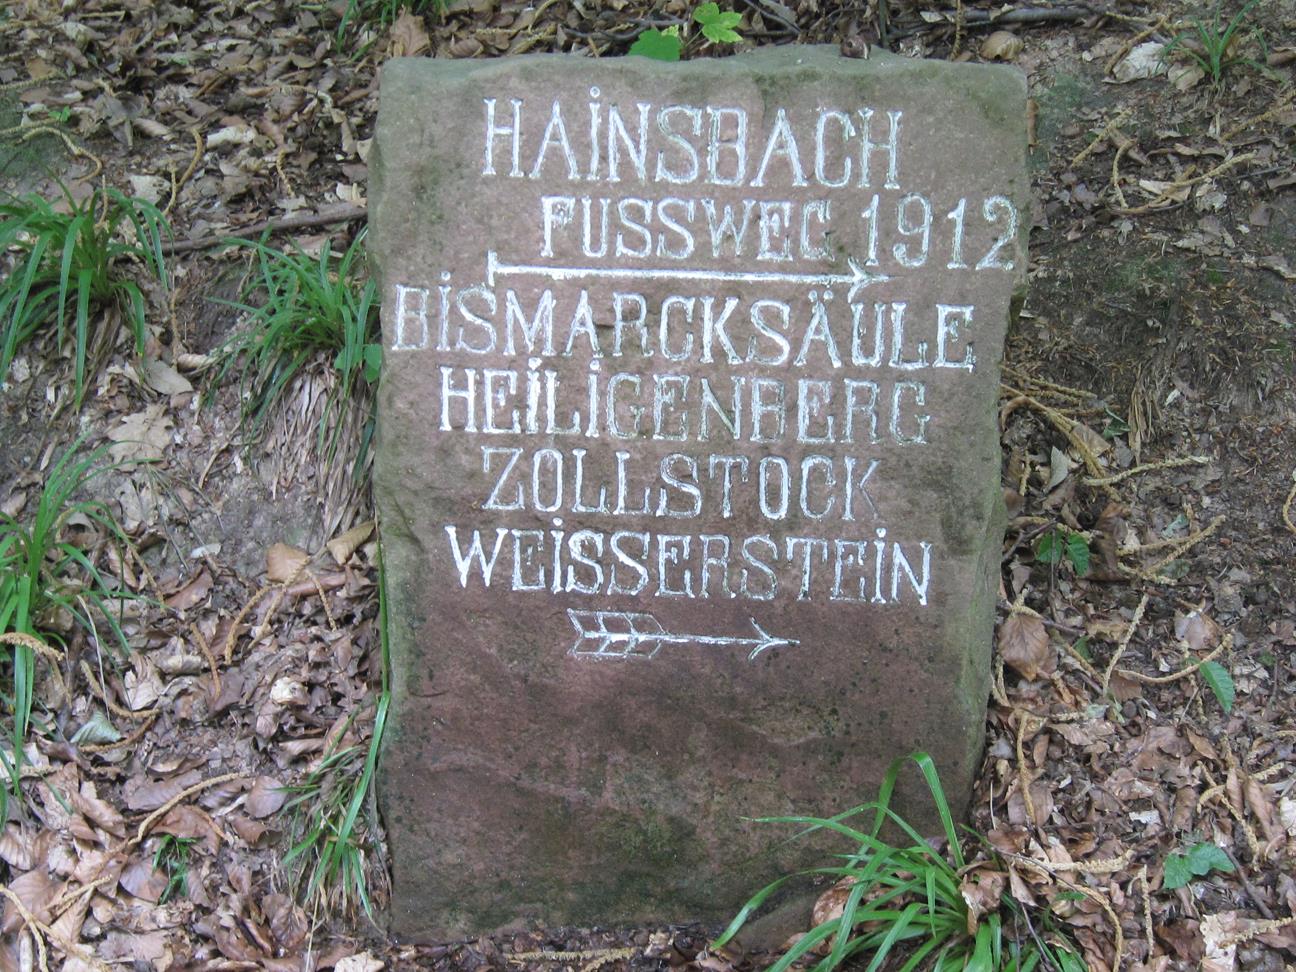 HAINSBACH
FUSSWEG 1912
BISMARCKSÄULE
HEILIGENBERG
ZOLLSTOCK
WEISSERSTEIN